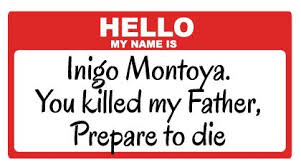 HELLO
MY NAME IS
Inigo Montoya.
You killed my Father,
Prepare to die